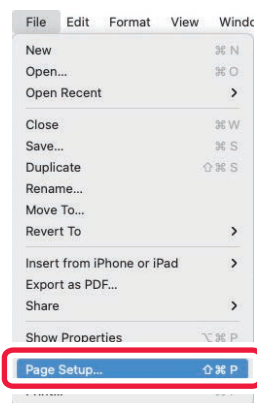 File Edit Format View
New ⌘ N
Open... ⌘ O
Open Recent >
Close ⌘ W
Save... ⌘ S
Duplicate ⇧ ⌘ S
Rename...
Move To...
Revert To >
Insert from iPhone or iPad >
Export as PDF...
Share >
Show Properties ⌥ ⌘ P
Page Setup... ⇧ ⌘ P